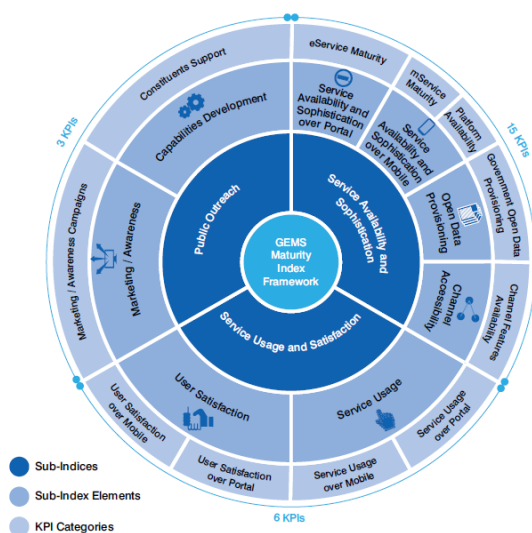 GEMS
Maturity
Index
Framework
Public Outreach
Service Availability and
Sophistication
Service Usage and Satisfaction
Capabilities Development
Marketing / Awareness
Service
Availability and
Sophistication
over Portal
Service
Availability and
Sophistication
over Mobile
Open Data
Provisioning
Channel
Accessibility
Service Usage
User Satisfaction
Constituents Support
eService Maturity
mService
Maturity
Platform
Availability
Government Open Data
Provisioning
Channel Features
Availability
Service Usage
over Portal
Service Usage
over Mobile
User Satisfaction
over Portal
User Satisfaction
over Mobile
Marketing / Awareness Campaigns
3 KPIs
15 KPIs
6 KPIs
Sub-Indices
Sub-Index Elements
KPI Categories